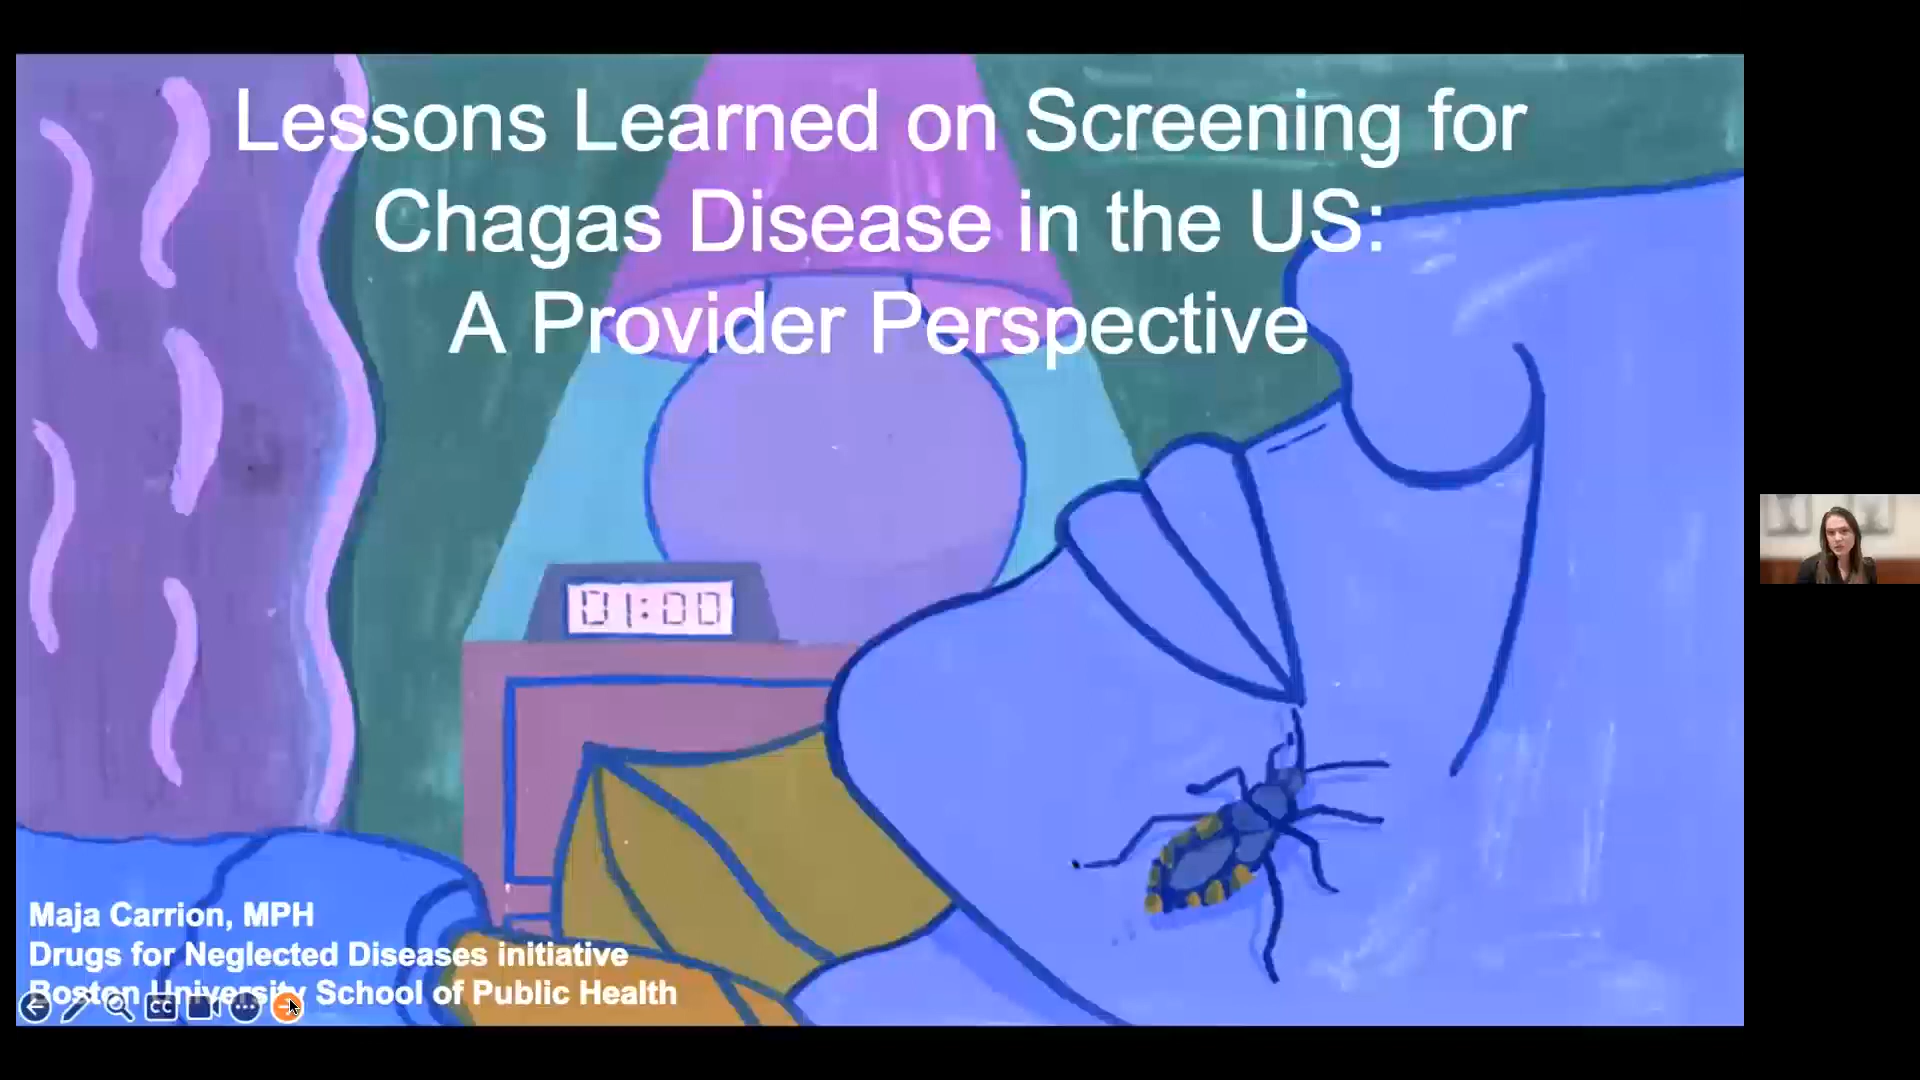 Lessons Learned on Screening for
Chagas Disease in the US:
A Provider Perspective
01:00
Maja Carrion, MPH
Drugs for Neglected Diseases initiative
Boston University School of Public Health
CC